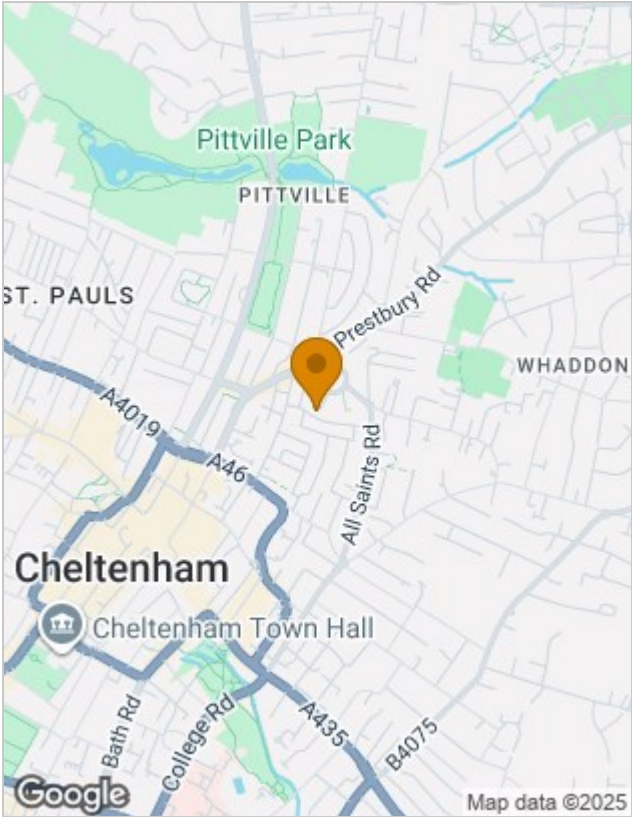 Pittville Park
PITTVILLE
ST. PAULS
Prestbury Rd
WHADDON
A4019
A46
All Saints Rd
Cheltenham
Cheltenham Town Hall
Bath Rd
College Rd
A435
B4075
Google
Map data ©2025